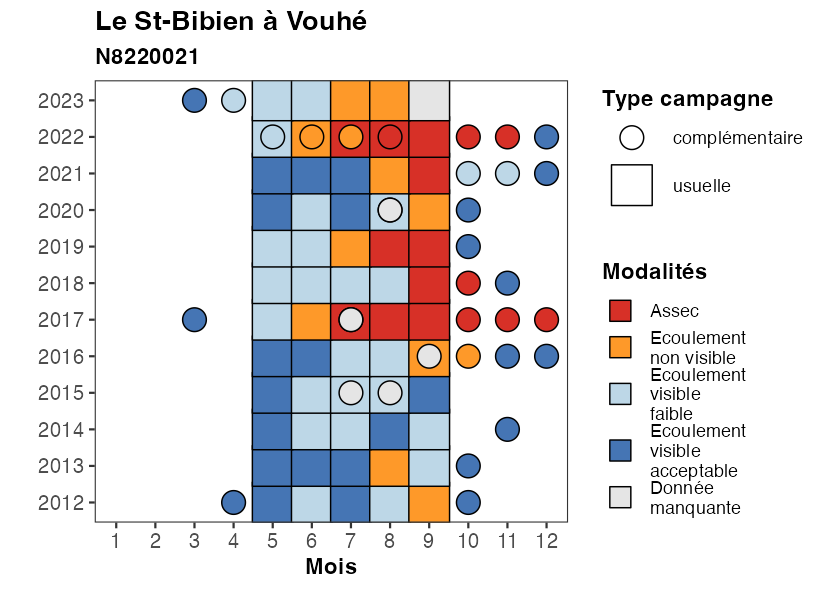 Le St-Bibien à Vouhé
N8220021
2023
2022
2021
2020
2019
2018
2017
2016
2015
2014
2013
2012
1 2 3 4 5 6 7 8 9 10 11 12
Mois
Type campagne
complémentaire
usuelle
Modalités
Assec
Ecoulement
non visible
Ecoulement
visible
faible
Ecoulement
visible
acceptable
Donnée
manquante